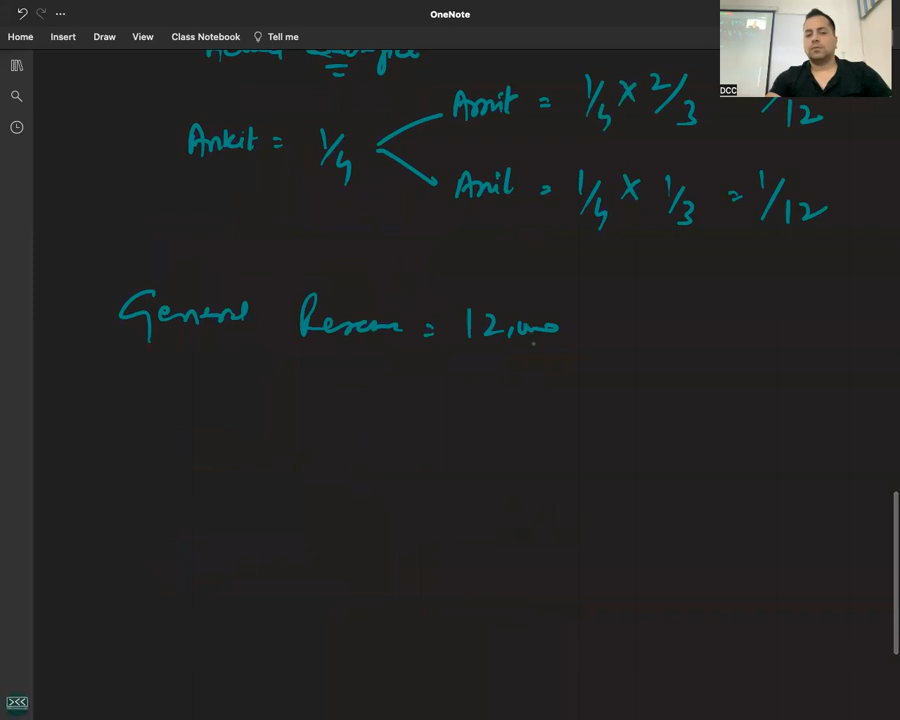 OneNote
Home Insert Draw View Class Notebook Tell me
DCC
Amit = 1/4 × 2/3 /12
Ankit = 1/4
Anil = 1/4 × 1/3 = 1/12
General Reserve = 12,000